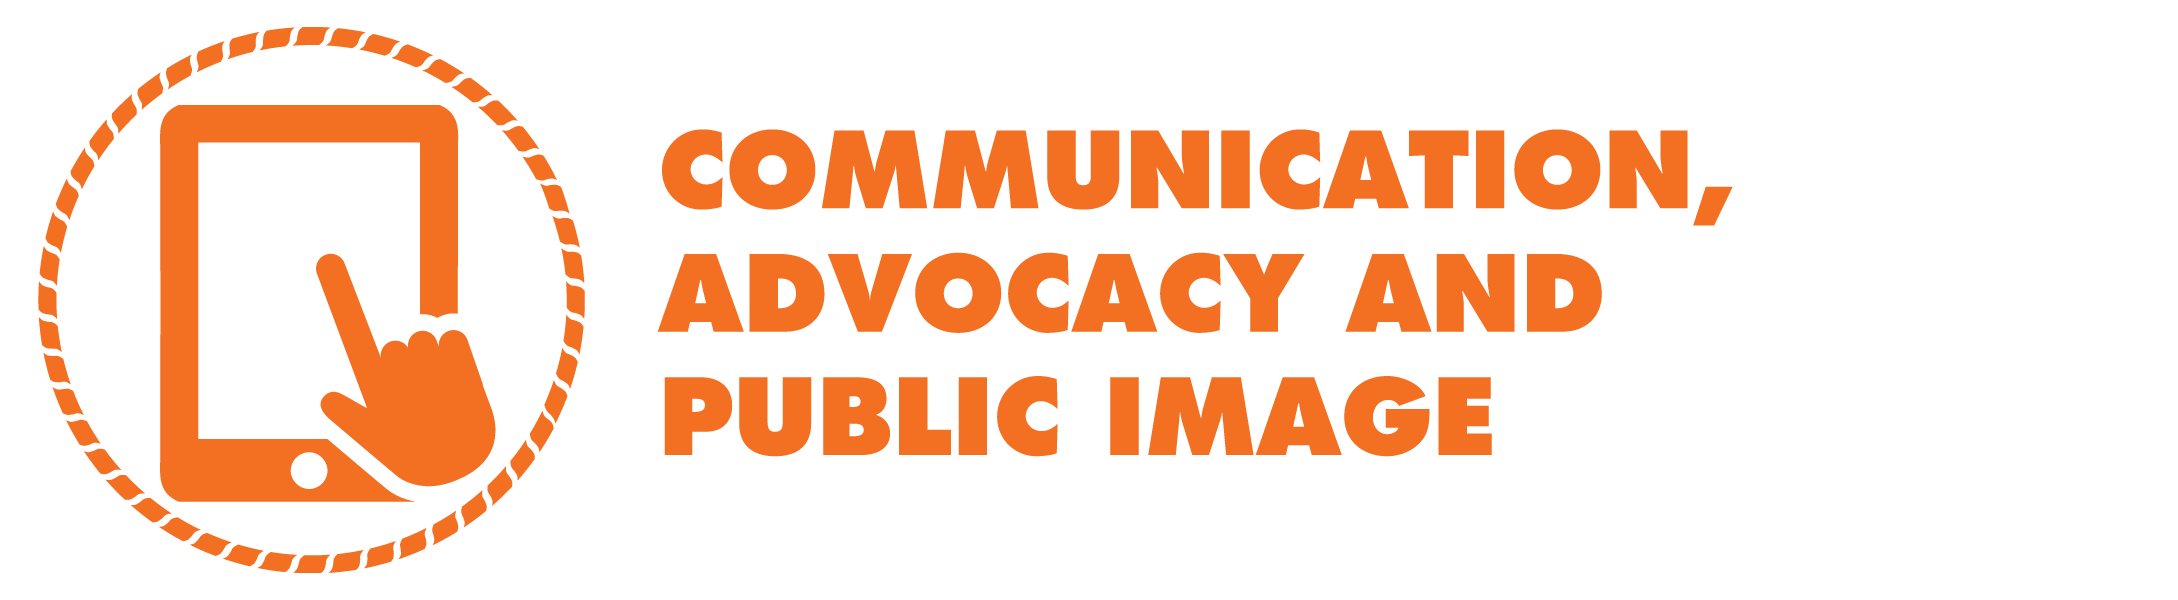 COMMUNICATION,
ADVOCACY AND
PUBLIC IMAGE